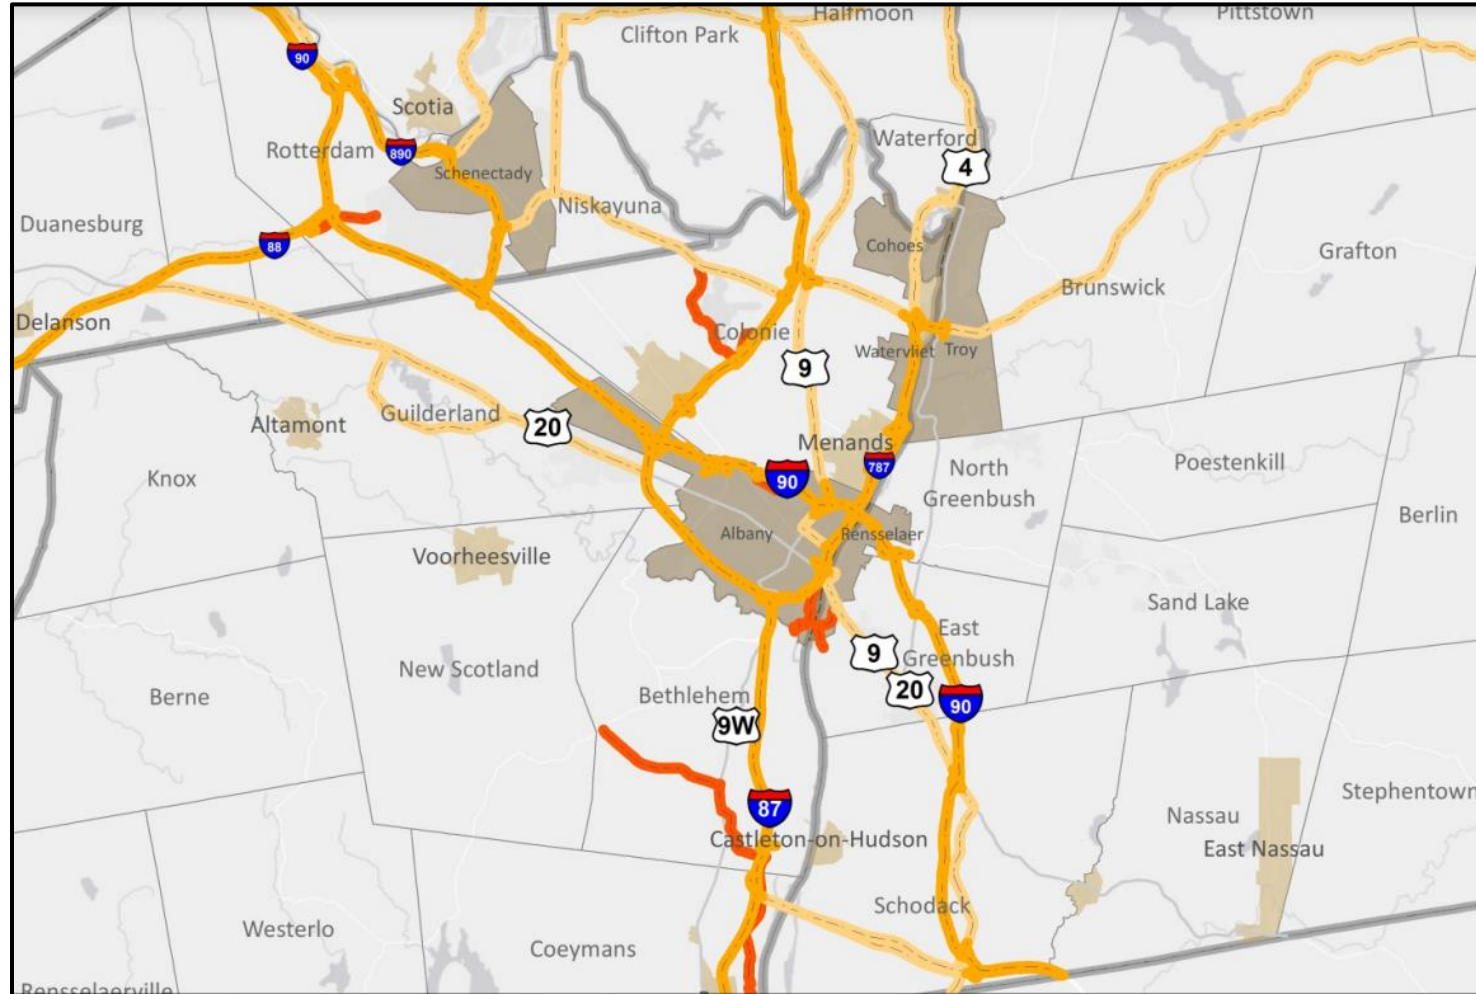 Halfmoon
Pittstown
Clifton Park
90
Scotia
Waterford
Rotterdam
890
4
Schenectady
Niskayuna
Duanesburg
88
Cohoes
Grafton
Brunswick
Delanson
Colonie
Watervliet
Troy
9
Guilderland
Altamont
20
Menands
787
North
Greenbush
Poestenkill
Knox
90
Berlin
Albany
Rensselaer
Voorheesville
Sand Lake
East
Greenbush
9
New Scotland
20
Berne
Bethlehem
90
9W
Stephentown
87
Nassau
Castleton-on-Hudson
East Nassau
Schodack
Westerlo
Coeymans
Rensselaerville